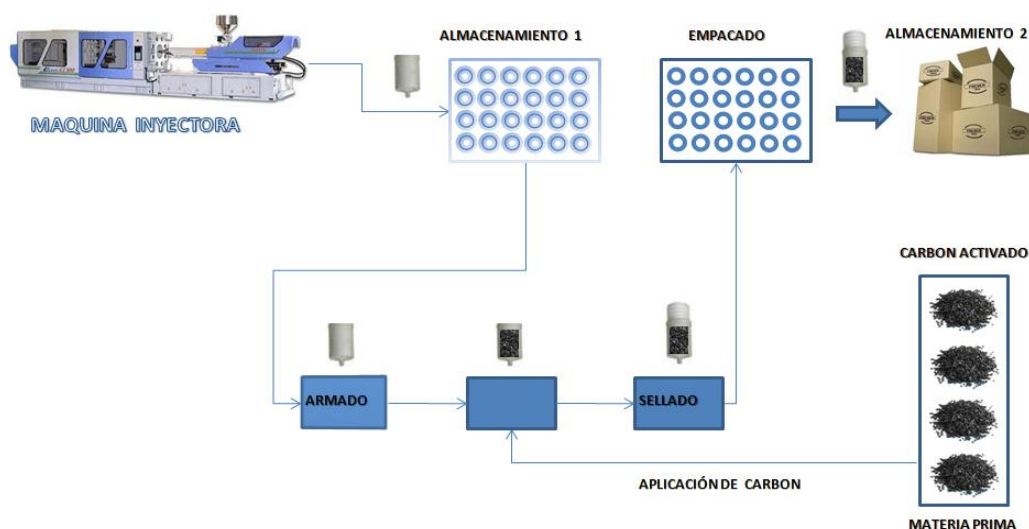 ALMACENAMIENTO 1
EMPACADO
ALMACENAMIENTO 2
MAQUINA INYECTORA
CARBON ACTIVADO
ARMADO
SELLADO
APLICACIÓN DE CARBON
MATERIA PRIMA